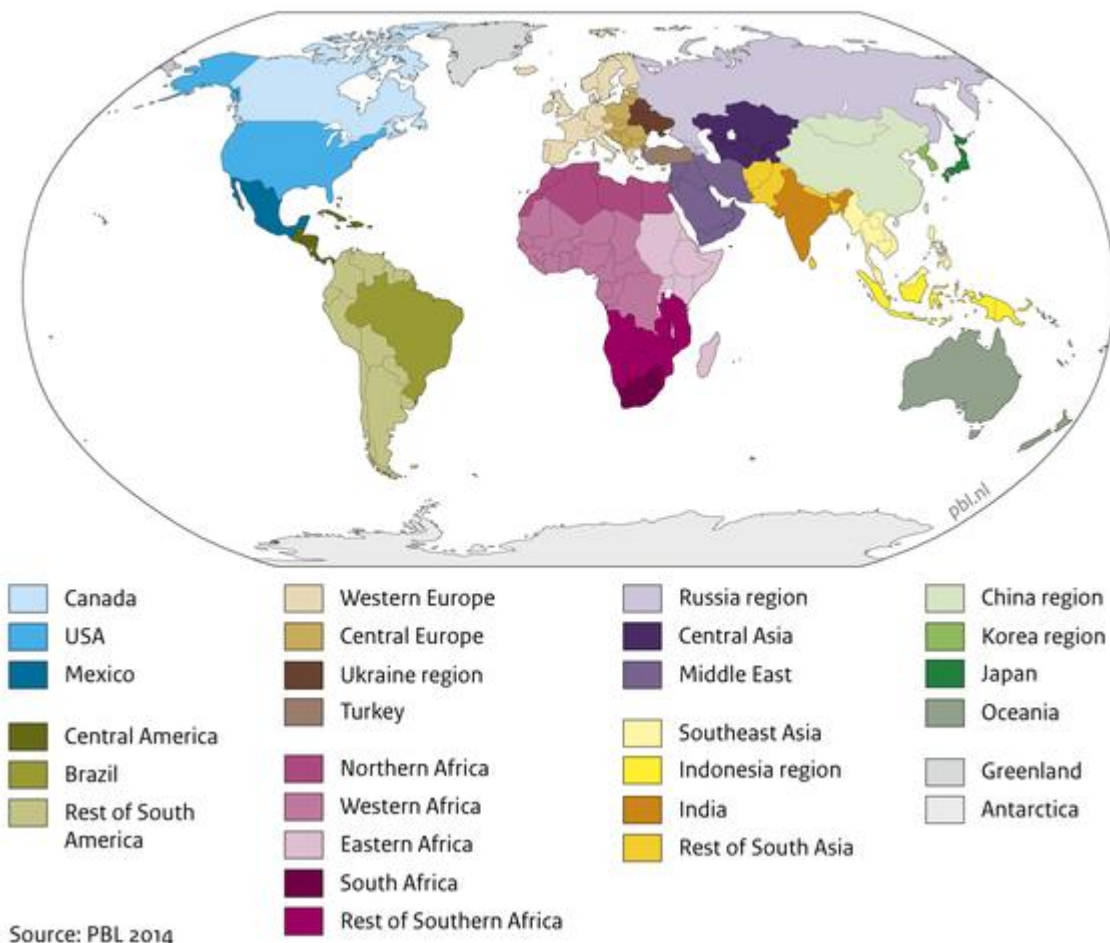 pbl.nl
Canada
USA
Mexico
Central America
Brazil
Rest of South
America
Western Europe
Central Europe
Ukraine region
Turkey
Northern Africa
Western Africa
Eastern Africa
South Africa
Rest of Southern Africa
Russia region
Central Asia
Middle East
Southeast Asia
Indonesia region
India
Rest of South Asia
China region
Korea region
Japan
Oceania
Greenland
Antarctica
Source: PBL 2014